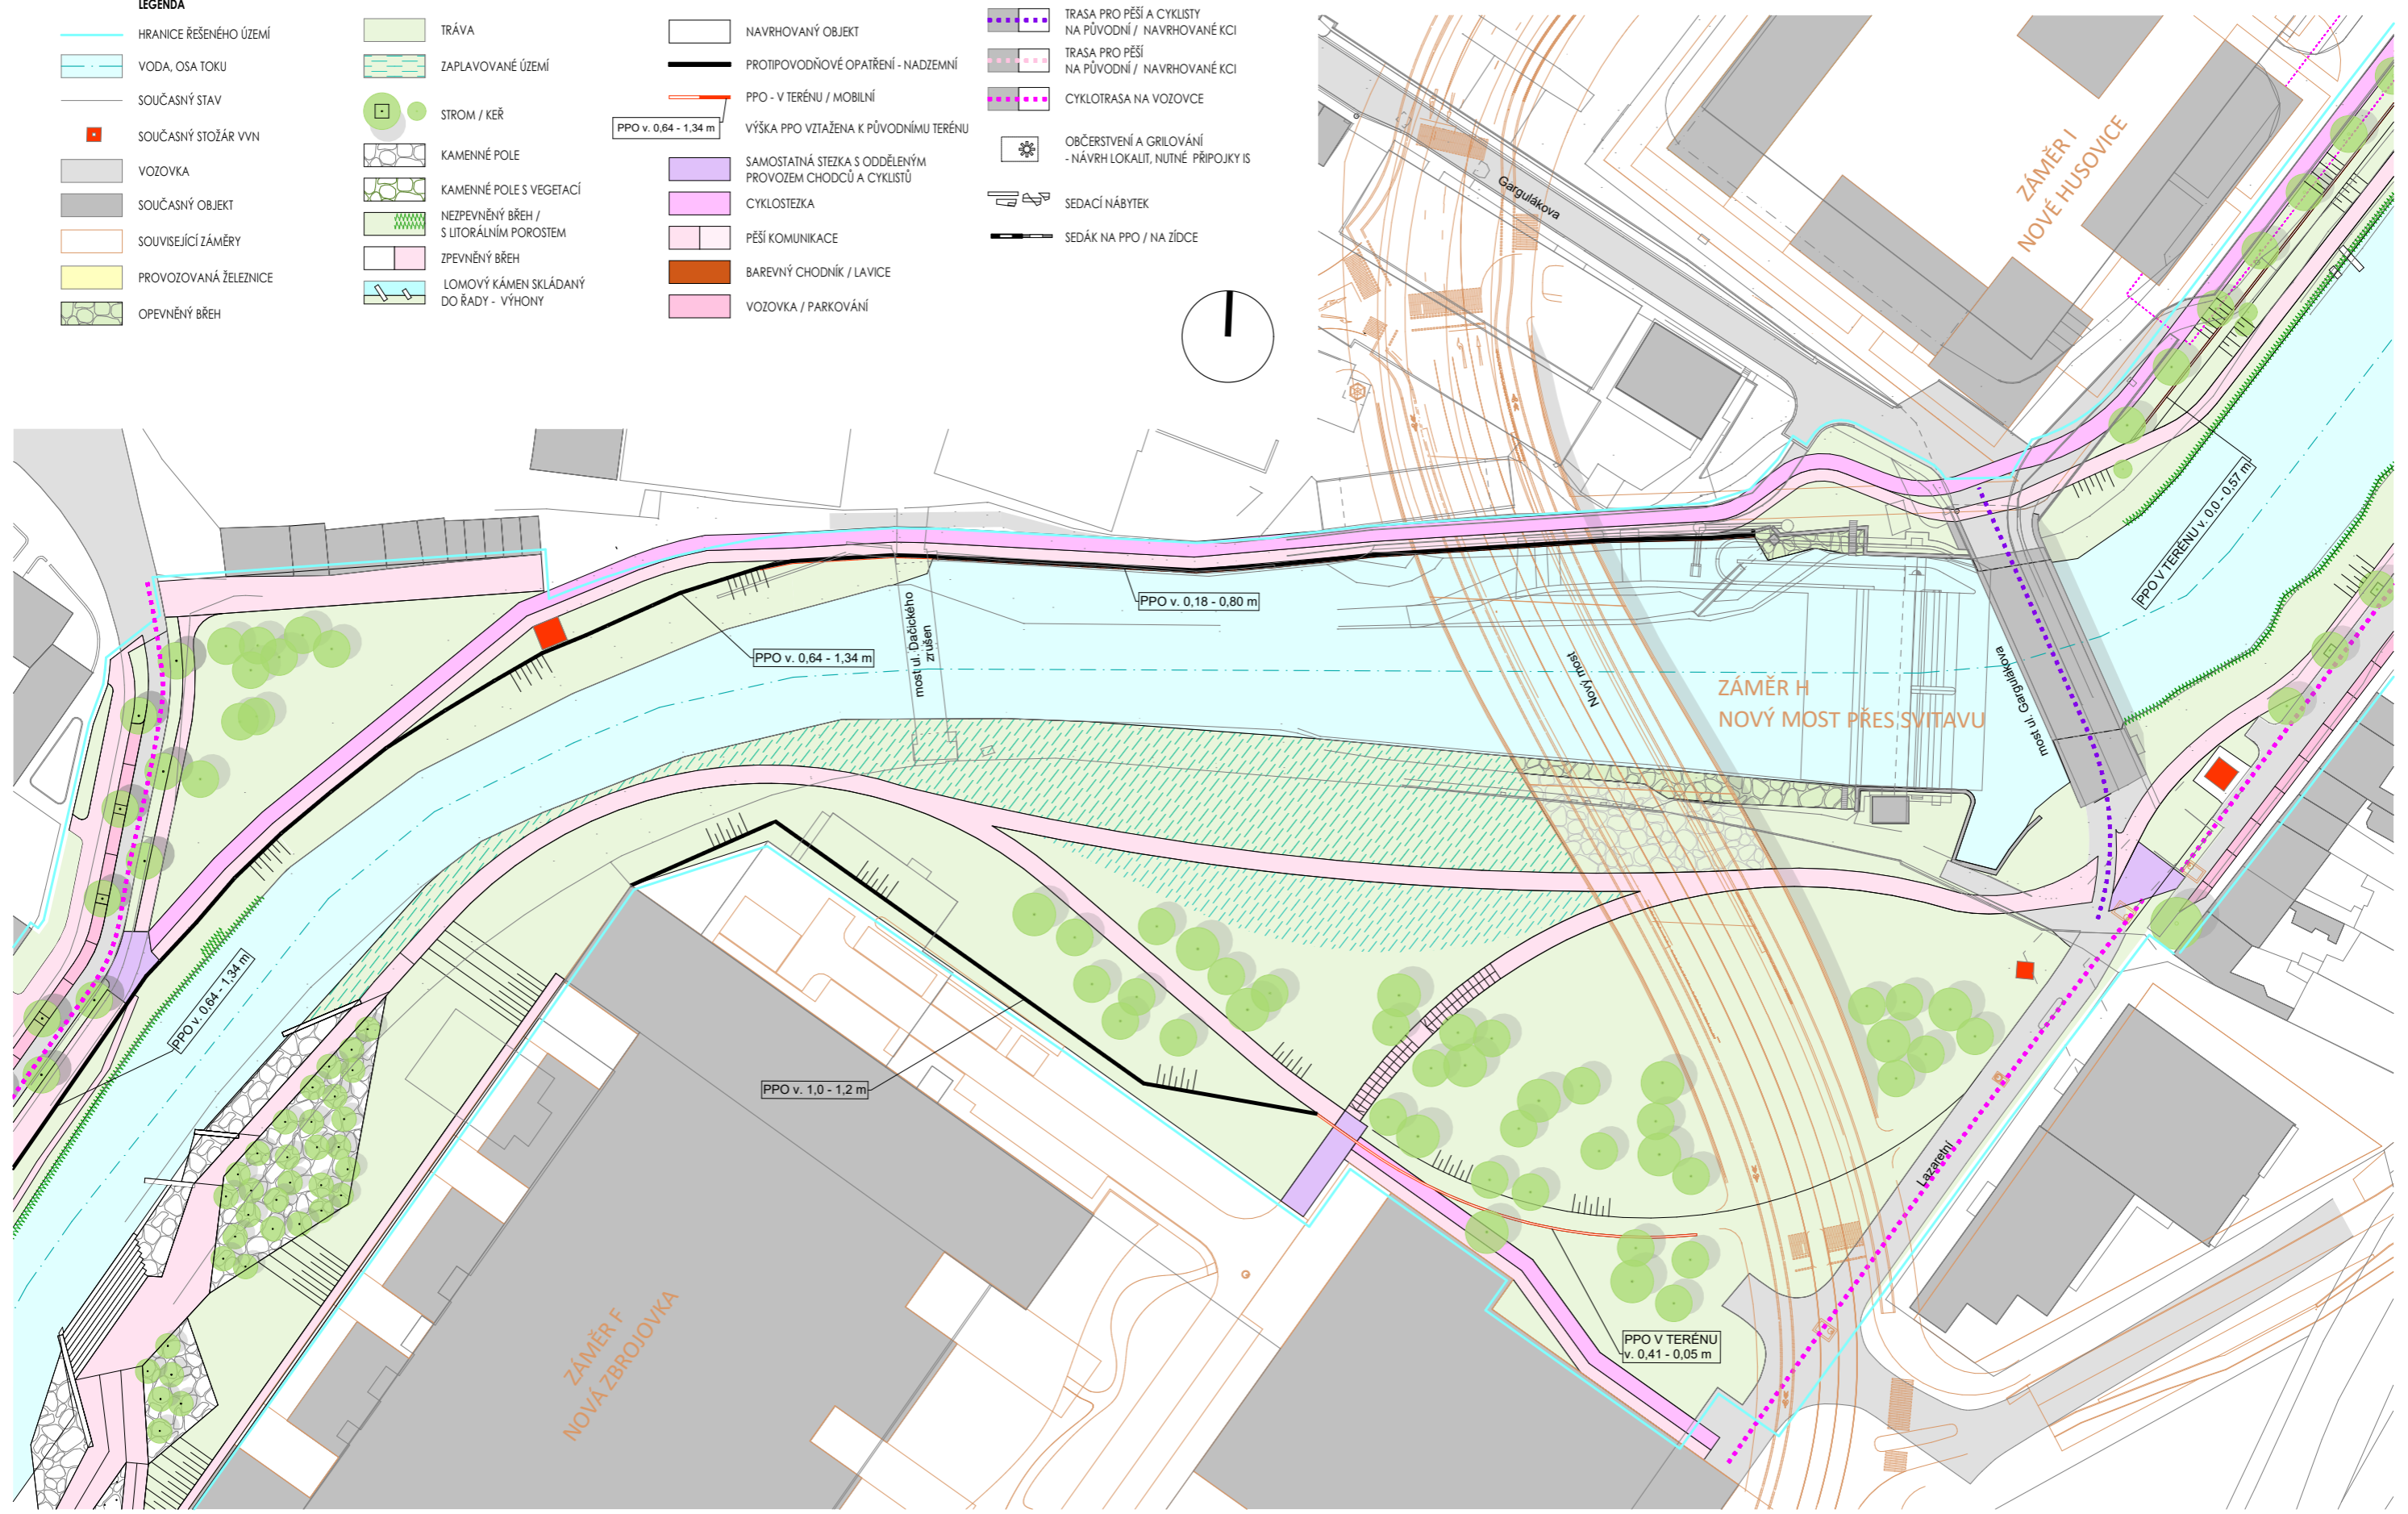 LEGENDA
HRANICE ŘEŠENÉHO ÚZEMÍ
VODA, OSA TOKU
SOUČASNÝ STAV
SOUČASNÝ STOŽÁR VVN
VOZOVKA
SOUČASNÝ OBJEKT
SOUVISEJÍCÍ ZÁMĚRY
PROVOZOVANÁ ŽELEZNICE
OPEVNĚNÝ BŘEH
TRÁVA
ZAPLAVOVANÉ ÚZEMÍ
STROM / KEŘ
KAMENNÉ POLE
KAMENNÉ POLE S VEGETACÍ
NEZPEVNĚNÝ BŘEH /
S LITORÁLNÍM POROSTEM
ZPEVNĚNÝ BŘEH
LOMOVÝ KÁMEN SKLÁDANÝ
DO ŘADY - VÝHONY
NAVRHOVANÝ OBJEKT
PROTIPOVODŇOVÉ OPATŘENÍ - NADZEMNÍ
PPO - V TERÉNU / MOBILNÍ
PPO v. 0,64 - 1,34 m
VÝŠKA PPO VZTAŽENA K PŮVODNÍMU TERÉNU
SAMOSTATNÁ STEZKA S ODDĚLENÝM
PROVOZEM CHODCŮ A CYKLISTŮ
CYKLOSTEZKA
PĚŠÍ KOMUNIKACE
BAREVNÝ CHODNÍK / LAVICE
VOZOVKA / PARKOVÁNÍ
TRASA PRO PĚŠÍ A CYKLISTY
NA PŮVODNÍ / NAVRHOVANÉ KCI
TRASA PRO PĚŠÍ
NA PŮVODNÍ / NAVRHOVANÉ KCI
CYKLOTRASA NA VOZOVCE
OBČERSTVENÍ A GRILOVÁNÍ
- NÁVRH LOKALIT, NUTNÉ PŘIPOJKY IS
SEDACÍ NÁBYTEK
SEDÁK NA PPO / NA ZÍDCE
Gargulákova
ZÁMĚR I
NOVÉ HUSOVICE
PPO V TERÉNU v. 0,0 - 0,57 m
PPO v. 0,18 - 0,80 m
most ul. Dačického
zrušen
PPO v. 0,64 - 1,34 m
Nový most
ZÁMĚR H
NOVÝ MOST PŘES SVITAVU
most ul. Gargulákova
PPO v. 0,64 - 1,34 m
PPO v. 1,0 - 1,2 m
Lazaretní
ZÁMĚR F
NOVÁ ZBROJOVKA
PPO V TERÉNU
v. 0,41 - 0,05 m